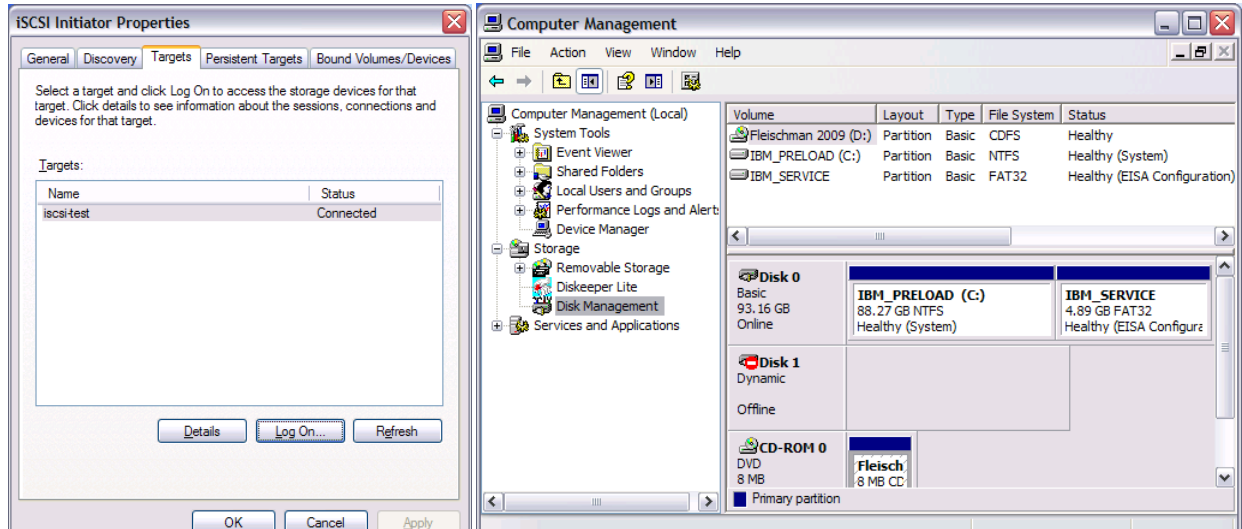 iSCSI Initiator Properties
General Discovery Targets Persistent Targets Bound Volumes/Devices
Select a target and click Log On to access the storage devices for that
target. Click details to see information about the sessions, connections and
devices for that target.
Targets:
Name Status
iscsi-test Connected
Details Log On... Refresh
OK Cancel Apply
Computer Management
File Action View Window Help
Computer Management (Local)
System Tools
Event Viewer
Shared Folders
Local Users and Groups
Performance Logs and Alert:
Device Manager
Storage
Removable Storage
Diskeeper Lite
Disk Management
Services and Applications
Volume Layout Type File System Status
Fleischman 2009 (D:) Partition Basic CDFS Healthy
IBM_PRELOAD (C:) Partition Basic NTFS Healthy (System)
IBM_SERVICE Partition Basic FAT32 Healthy (EISA Configuration)
Disk 0
Basic
93.16 GB
Online
IBM_PRELOAD (C:)
88.27 GB NTFS
Healthy (System)
IBM_SERVICE
4.89 GB FAT32
Healthy (EISA Configura
Disk 1
Dynamic
Offline
CD-ROM 0
DVD
8 MB
Fleisch
8 MB CD
Primary partition